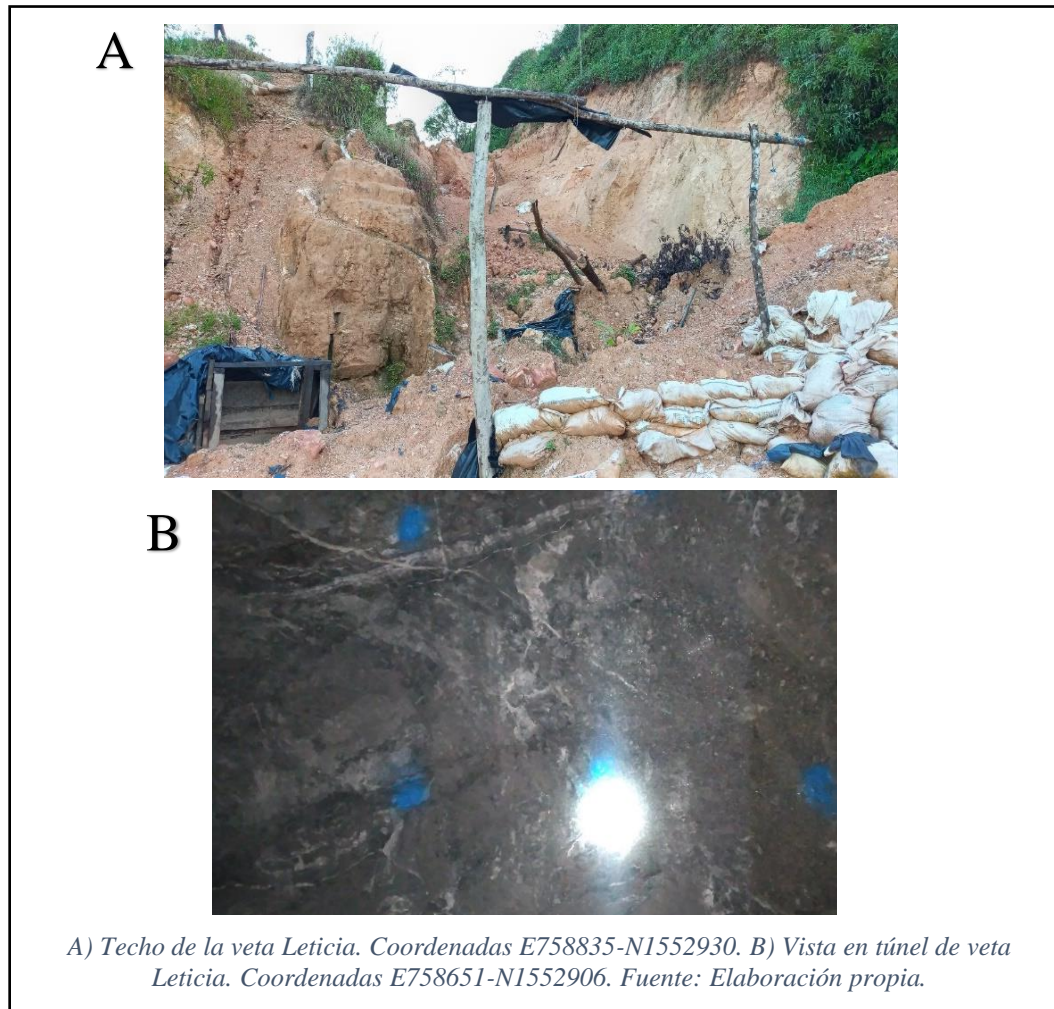 A
B
A) Techo de la veta Leticia. Coordenadas E758835-N1552930. B) Vista en túnel de veta
Leticia. Coordenadas E758651-N1552906. Fuente: Elaboración propia.